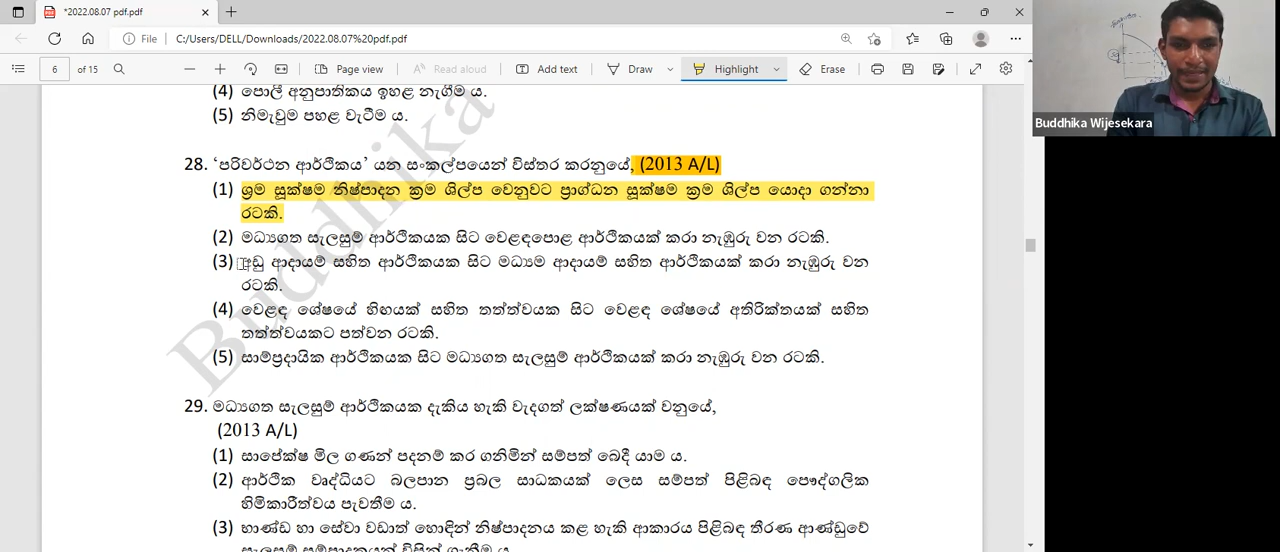 *2022.08.07 pdf.pdf
File C:/Users/DELL/Downloads/2022.08.07%20pdf.pdf
6 of 15 Page view Read aloud Add text Draw Highlight Erase
Buddhika Wijesekara
(4) පොලී අනුපාතිකය ඉහළ නැගීම ය.
(5) නිමැවුම පහළ වැටීම ය.
28. ‘පරිවර්ථන ආර්ථිකය’ යන සංකල්පයෙන් විස්තර කරනුයේ, (2013 A/L)
(1) ශ්‍රම සූක්ෂම නිෂ්පාදන ක්‍රම ශිල්ප වෙනුවට ප්‍රාග්ධන සූක්ෂම ක්‍රම ශිල්ප යොදා ගන්නා
රටකි.
(2) මධ්‍යගත සැලසුම් ආර්ථිකයක සිට වෙළඳපොළ ආර්ථිකයක් කරා නැඹුරු වන රටකි.
(3) අඩු ආදායම් සහිත ආර්ථිකයක සිට මධ්‍යම ආදායම් සහිත ආර්ථිකයක් කරා නැඹුරු වන
රටකි.
(4) වෙළඳ ශේෂයේ හිඟයක් සහිත තත්ත්වයක සිට වෙළඳ ශේෂයේ අතිරික්තයක් සහිත
තත්ත්වයකට පත්වන රටකි.
(5) සාම්ප්‍රදායික ආර්ථිකයක සිට මධ්‍යගත සැලසුම් ආර්ථිකයක් කරා නැඹුරු වන රටකි.
Buddhika
29. මධ්‍යගත සැලසුම් ආර්ථිකයක දැකිය හැකි වැදගත් ලක්ෂණයක් වනුයේ,
(2013 A/L)
(1) සාපේක්ෂ මිල ගණන් පදනම් කර ගනිමින් සම්පත් බෙදී යාම ය.
(2) ආර්ථික වෘද්ධියට බලපාන ප්‍රබල සාධකයක් ලෙස සම්පත් පිළිබඳ පෞද්ගලික
හිමිකාරීත්වය පැවතීම ය.
(3) භාණ්ඩ හා සේවා වඩාත් හොඳින් නිෂ්පාදනය කළ හැකි ආකාරය පිළිබඳ තීරණ ආණ්ඩුවේ